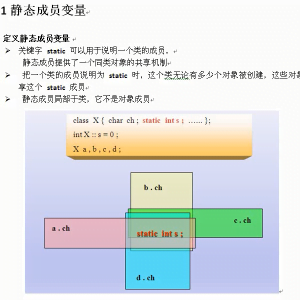 1 静态成员变量
定义静态成员变量
➢ 关键字 static 可以用于说明一个类的成员。
静态成员提供了一个同类对象的共享机制
➢ 把一个类的成员说明为 static 时，这个类无论有多少个对象被创建，这些对象
享这个 static 成员
➢ 静态成员局部于类，它不是对象成员
class X { char ch ; static int s ; …… };
int X :: s = 0 ;
X a , b , c , d ;
b . ch
c . ch
a . ch
static int s ;
d . ch